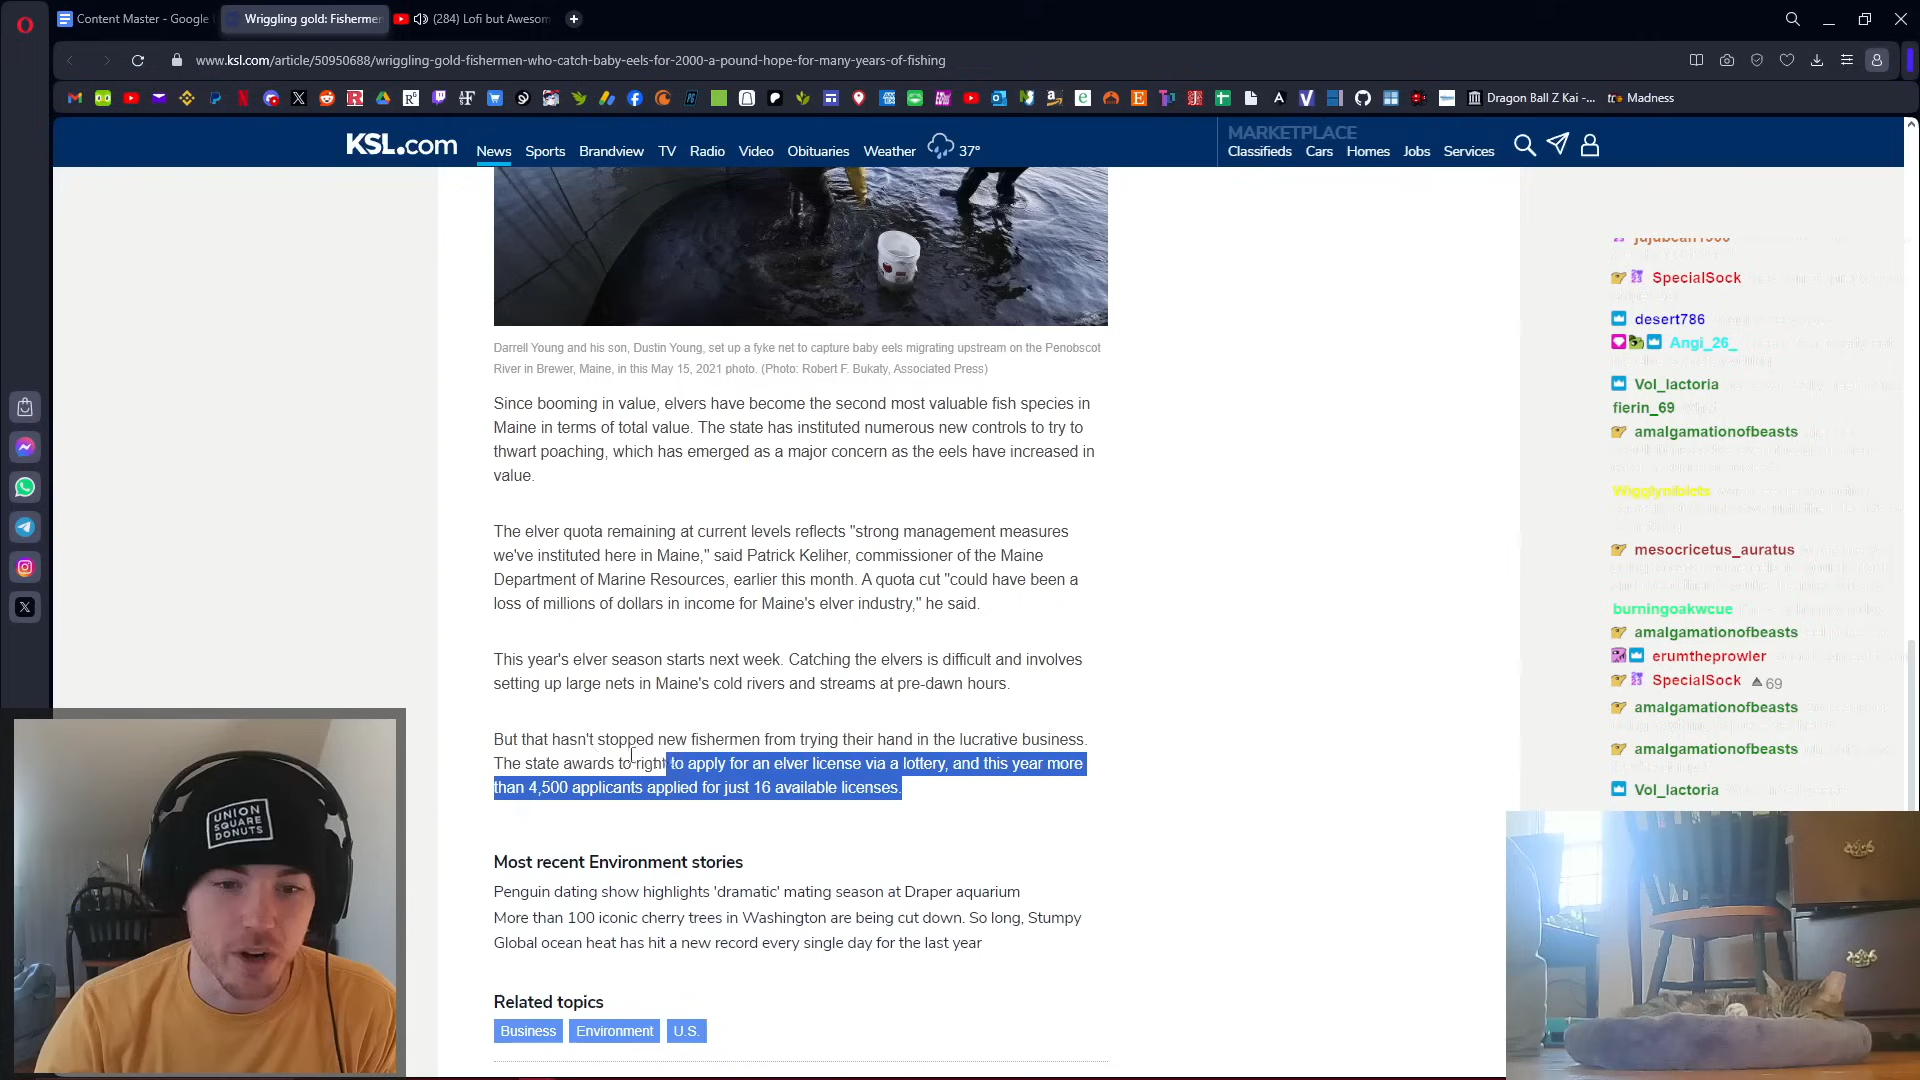 Content Master - Google
Wriggling gold: Fishermen
(284) Lofi but Awesom
www.ksl.com/article/50950688/wriggling-gold-fishermen-who-catch-baby-eels-for-2000-a-pound-hope-for-many-years-of-fishing
Dragon Ball Z Kai -...
Madness
KSL.com
News
Sports
Brandview
TV
Radio
Video
Obituaries
Weather
37°
MARKETPLACE
Classifieds
Cars
Homes
Jobs
Services
Darrell Young and his son, Dustin Young, set up a fyke net to capture baby eels migrating upstream on the Penobscot
River in Brewer, Maine, in this May 15, 2021 photo. (Photo: Robert F. Bukaty, Associated Press)
Since booming in value, elvers have become the second most valuable fish species in
Maine in terms of total value. The state has instituted numerous new controls to try to
thwart poaching, which has emerged as a major concern as the eels have increased in
value.
The elver quota remaining at current levels reflects "strong management measures
we've instituted here in Maine," said Patrick Keliher, commissioner of the Maine
Department of Marine Resources, earlier this month. A quota cut "could have been a
loss of millions of dollars in income for Maine's elver industry," he said.
This year's elver season starts next week. Catching the elvers is difficult and involves
setting up large nets in Maine's cold rivers and streams at pre-dawn hours.
But that hasn't stopped new fishermen from trying their hand in the lucrative business.
The state awards to right to apply for an elver license via a lottery, and this year more
than 4,500 applicants applied for just 16 available licenses.
Most recent Environment stories
Penguin dating show highlights 'dramatic' mating season at Draper aquarium
More than 100 iconic cherry trees in Washington are being cut down. So long, Stumpy
Global ocean heat has hit a new record every single day for the last year
Related topics
Business
Environment
U.S.
SpecialSock
desert786
Angi_26_
Vol_lactoria
fierin_69
amalgamationofbeasts
Wigglyniblets
mesocricetus_auratus
burningoakwcue
amalgamationofbeasts
erumtheprowler
SpecialSock
69
amalgamationofbeasts
amalgamationofbeasts
Vol_lactoria
UNION
SQUARE
DONUTS